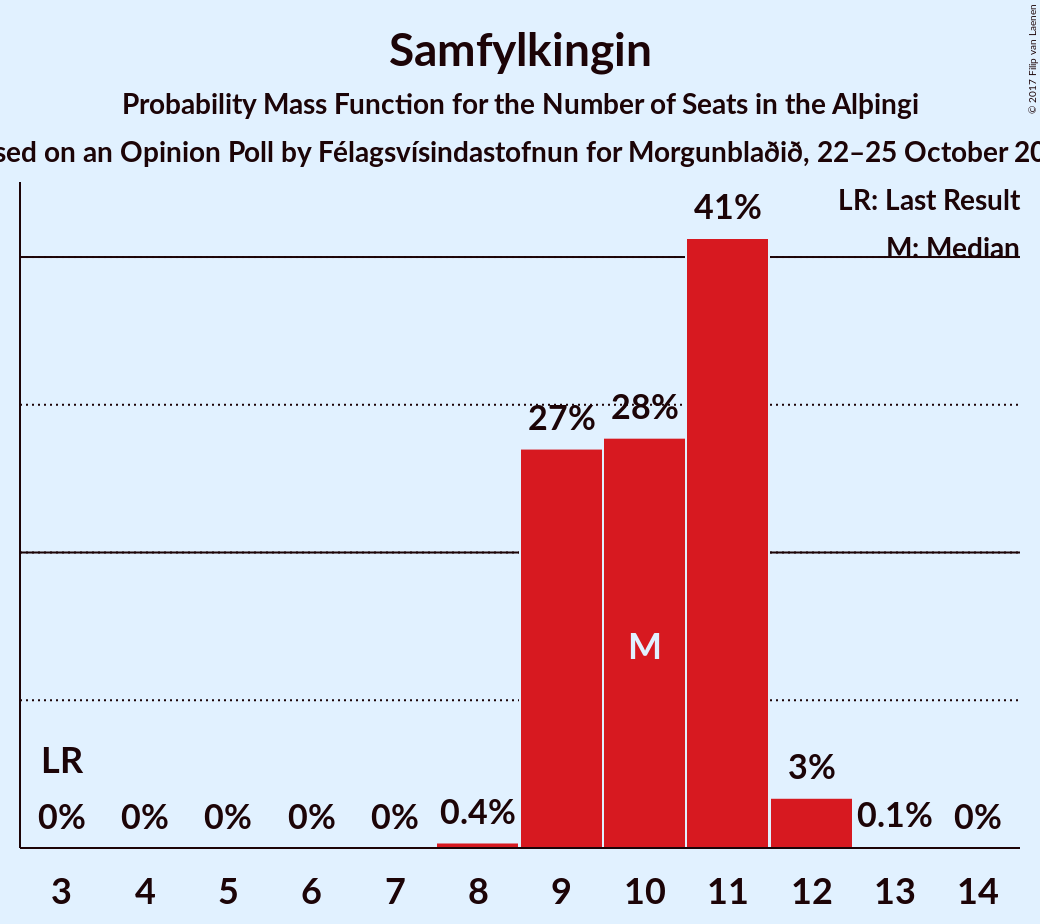 Samfylkingin
Probability Mass Function for the Number of Seats in the Alþingi
sed on an Opinion Poll by Félagsvísindastofnun for Morgunblaðið, 22–25 October 20
© 2017 Filip van Laenen
LR: Last Result
M: Median
41%
27% 28%
M
LR
3%
0% 0% 0% 0% 0% 0.4% 0.1% 0%
3 4 5 6 7 8 9 10 11 12 13 14